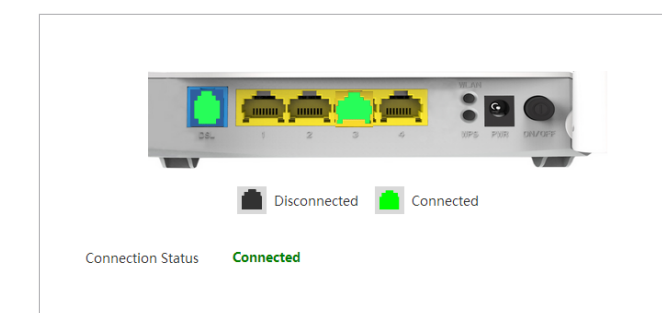 WLAN
DSL 1 2 3 4 WPS PWR ON/OFF
Disconnected Connected
Connection Status Connected